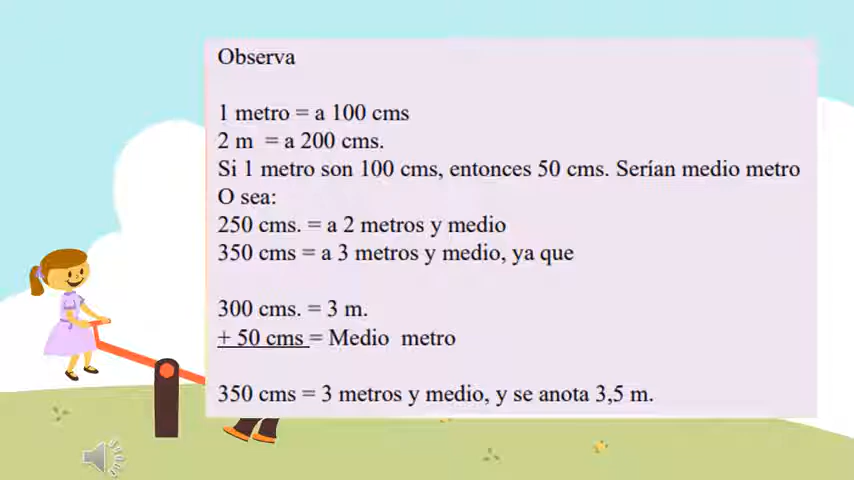 Observa
1 metro = a 100 cms
2 m = a 200 cms.
Si 1 metro son 100 cms, entonces 50 cms. Serían medio metro
O sea:
250 cms. = a 2 metros y medio
350 cms = a 3 metros y medio, ya que
300 cms. = 3 m.
+ 50 cms = Medio metro
350 cms = 3 metros y medio, y se anota 3,5 m.